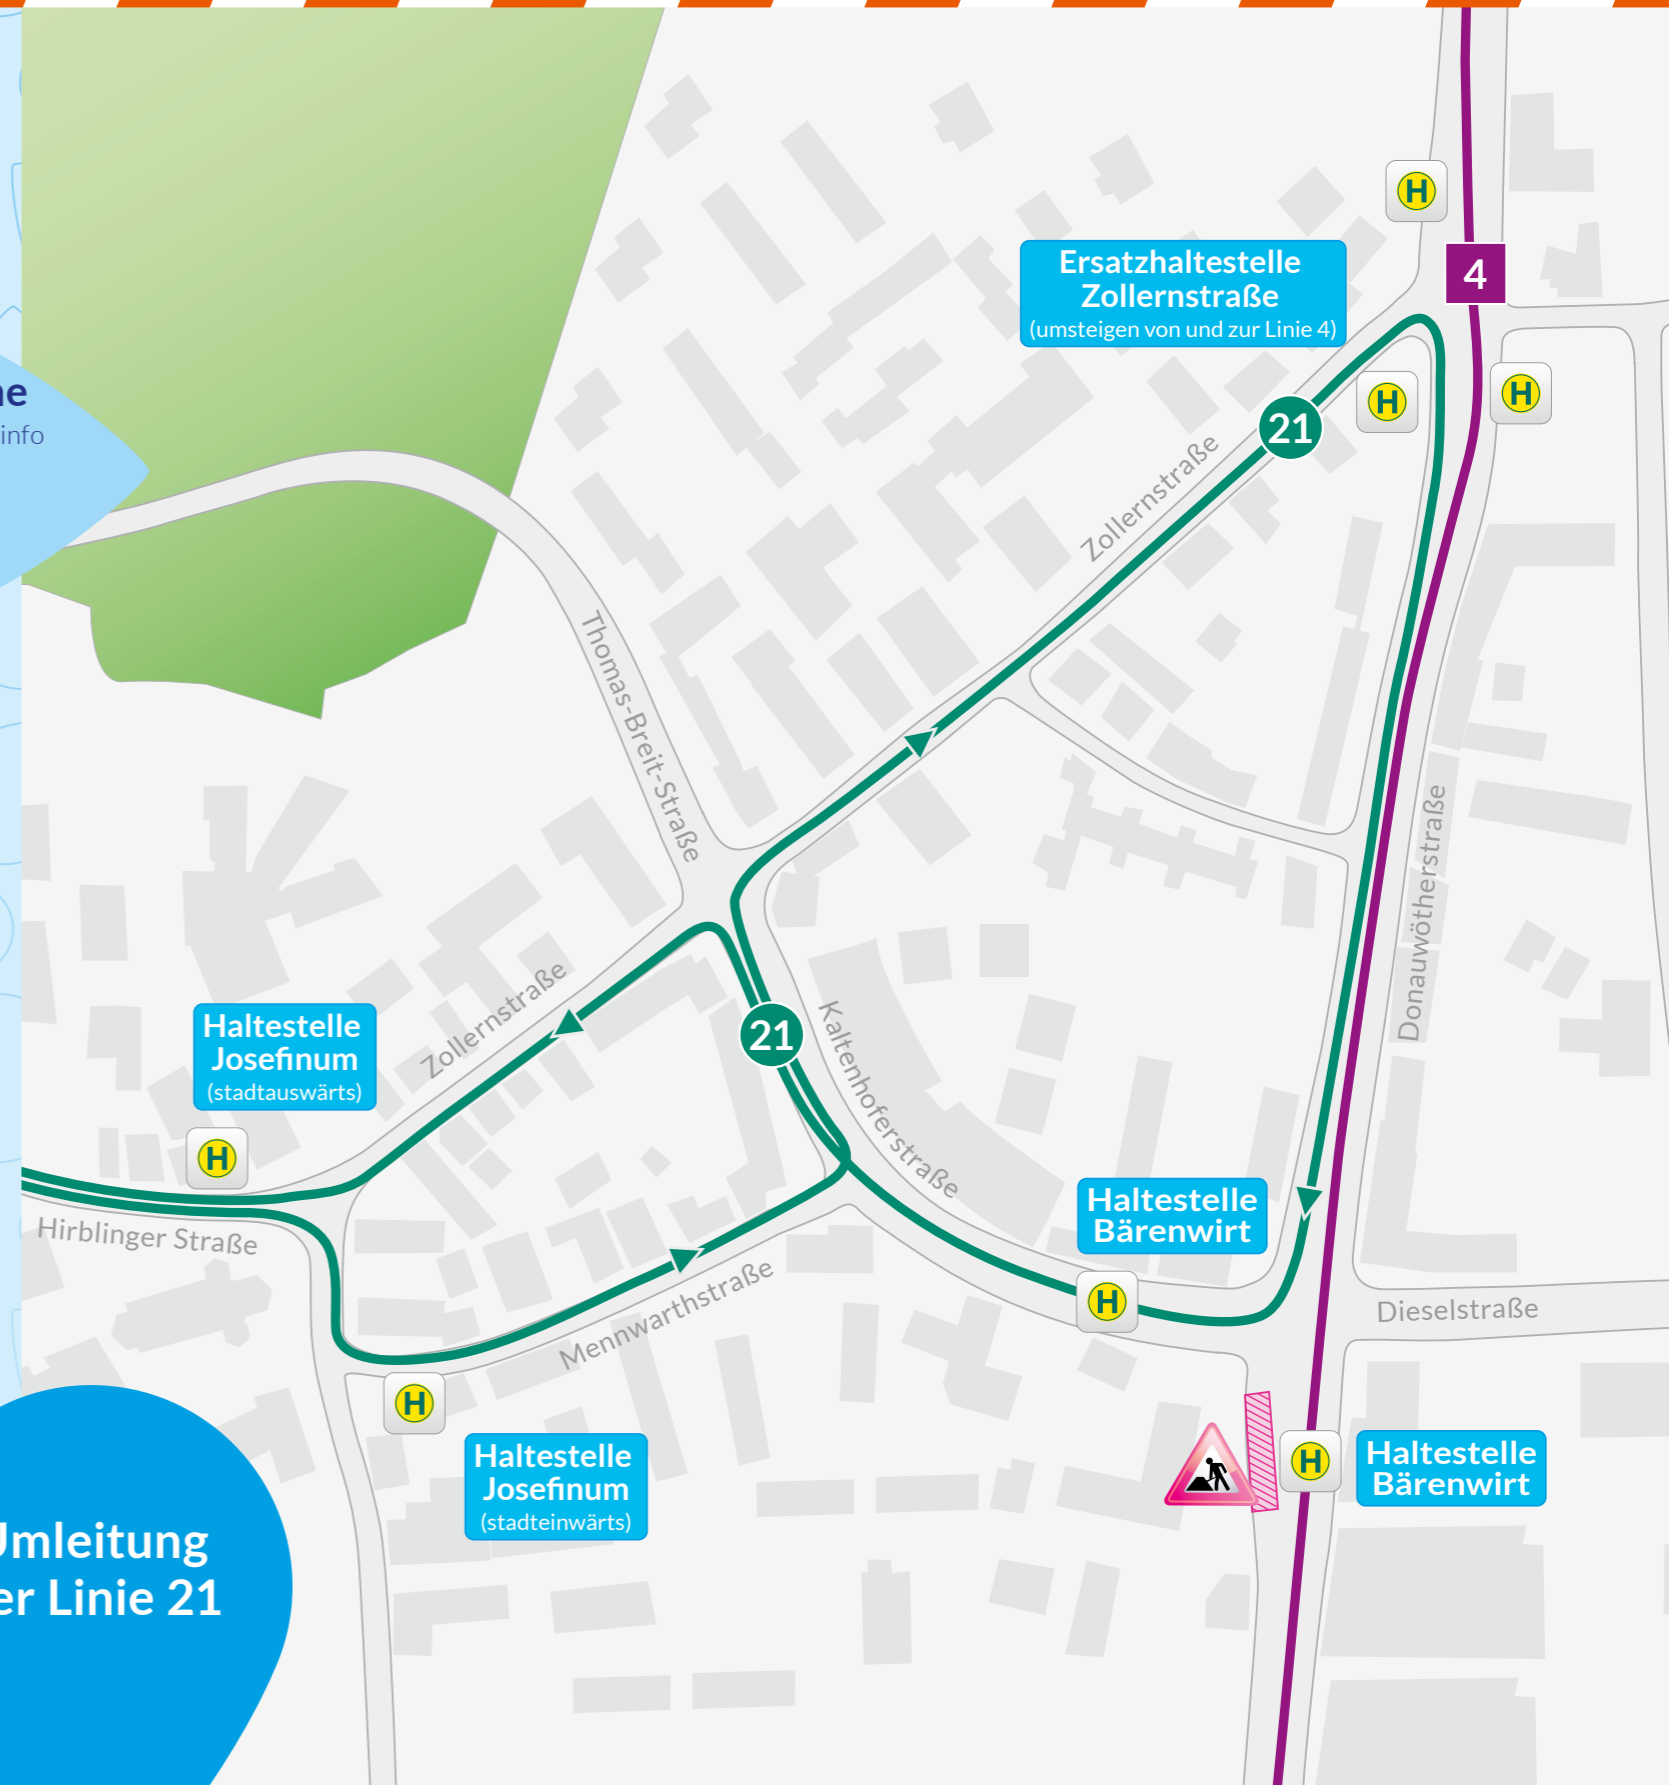 H
4
Ersatzhaltestelle
Zollernstraße
(umsteigen von und zur Linie 4)
H
H
info
21
Zollernstraße
Thomas-Breit-Straße
Donauwötherstraße
Zollernstraße
21
Kaltenhoferstraße
Haltestelle
Josefinum
(stadtauswärts)
H
Hirblinger Straße
Haltestelle
Bärenwirt
H
Dieselstraße
Mennwarthstraße
H
Haltestelle
Josefinum
(stadteinwärts)
H
Haltestelle
Bärenwirt
Umleitung
er Linie 21